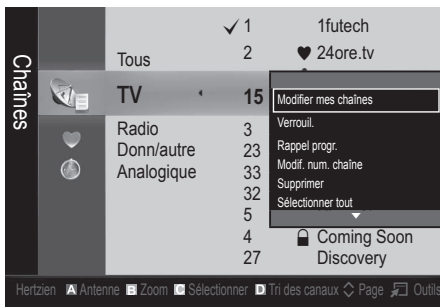 Chaînes
✓ 1 1futech
Tous 2 ♥ 24ore.tv
TV 15
Radio 3
Donn/autre 23
Analogique 33
32
5
4 Coming Soon
27 Discovery
Modifier mes chaînes
Verrouil.
Rappel progr.
Modif. num. chaîne
Supprimer
Sélectionner tout
Hertzien A Antenne B Zoom C Sélectionner D Tri des canaux Page Outils